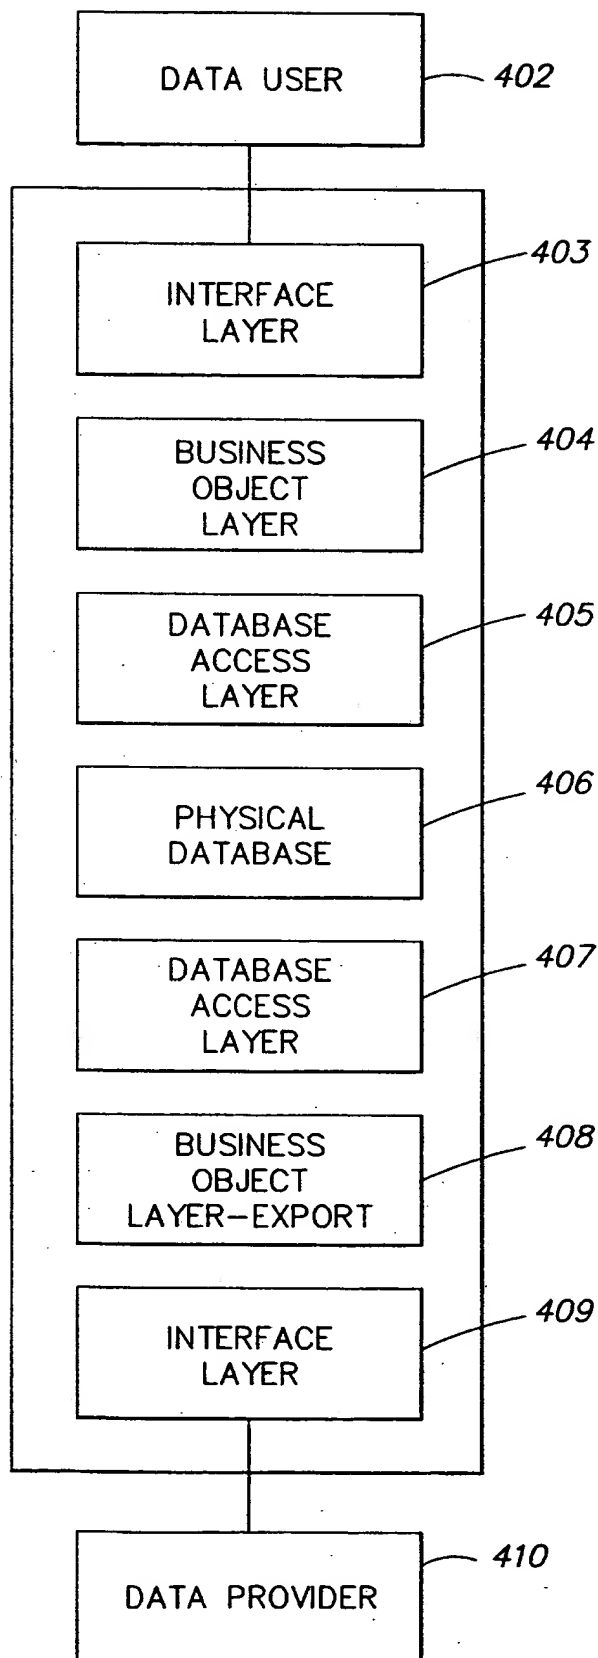 DATA USER
402
403
INTERFACE
LAYER
404
BUSINESS
OBJECT
LAYER
405
DATABASE
ACCESS
LAYER
406
PHYSICAL
DATABASE
407
DATABASE
ACCESS
LAYER
408
BUSINESS
OBJECT
LAYER-EXPORT
409
INTERFACE
LAYER
410
DATA PROVIDER